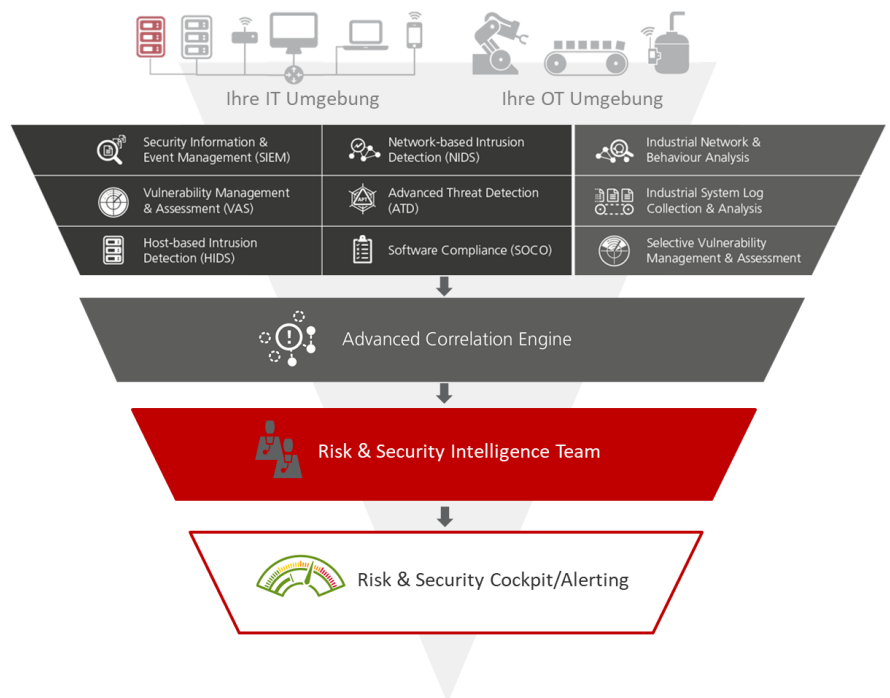 Ihre IT Umgebung
Ihre OT Umgebung
Security Information &
Event Management (SIEM)
Network-based Intrusion
Detection (NIDS)
Industrial Network &
Behaviour Analysis
Vulnerability Management
& Assessment (VAS)
APT
Advanced Threat Detection
(ATD)
Industrial System Log
Collection & Analysis
Host-based Intrusion
Detection (HIDS)
Software Compliance (SOCO)
Selective Vulnerability
Management & Assessment
Advanced Correlation Engine
Risk & Security Intelligence Team
Risk & Security Cockpit/Alerting